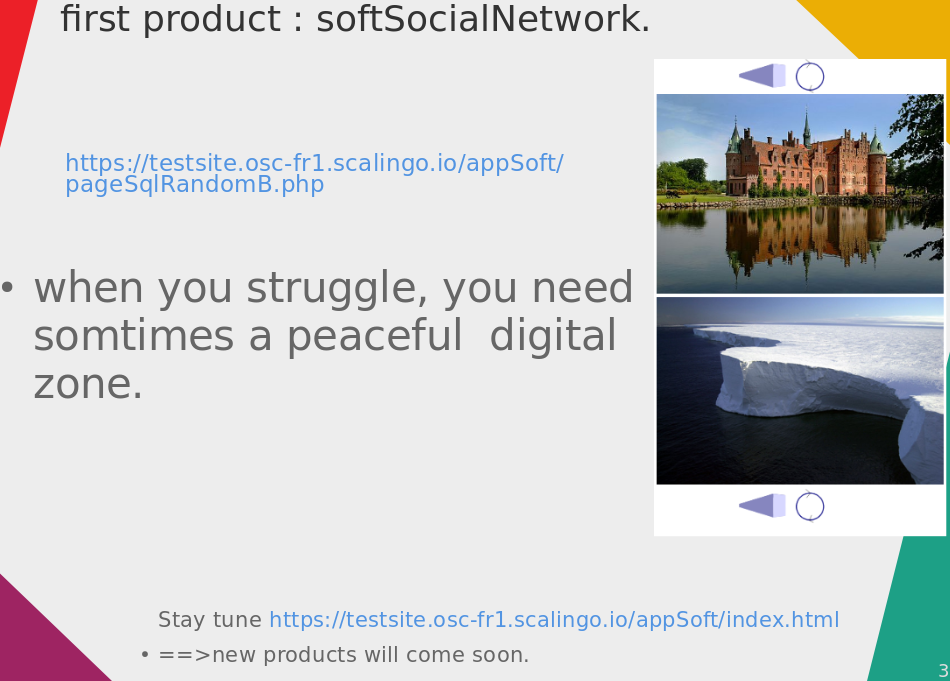 first product : softSocialNetwork.
https://testsite.osc-fr1.scalingo.io/appSoft/
pageSqlRandomB.php
• when you struggle, you need
somtimes a peaceful  digital
zone.
Stay tune https://testsite.osc-fr1.scalingo.io/appSoft/index.html
• ==>new products will come soon.
3